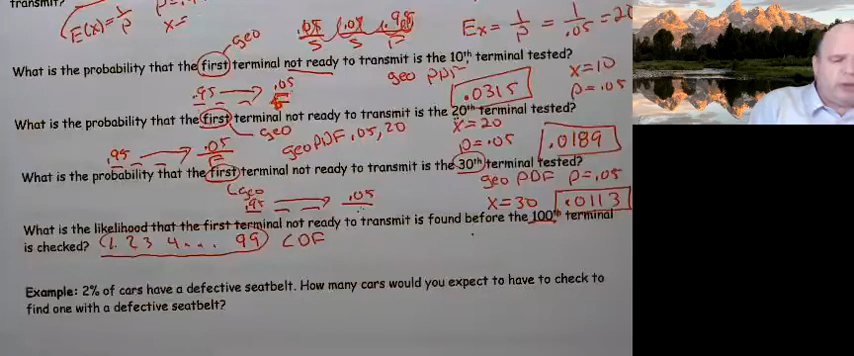 transmit?
E(x)=1/p
x=
geo
.05 .05 .95
S S P
Ex = 1/p = 1/.05 = 20
What is the probability that the first terminal not ready to transmit is the 10th terminal tested?
.95 → .05
geo PDF
.0315
x=10
p=.05
What is the probability that the first terminal not ready to transmit is the 20th terminal tested?
geo
.95 → .05
geo PDF .05, 20
x=20
p=.05
.0189
What is the probability that the first terminal not ready to transmit is the 30th terminal tested?
geo
.95 → .05
geo PDF p=.05
x=30
.0113
What is the likelihood that the first terminal not ready to transmit is found before the 100th terminal
is checked? (1, 2, 3 4.... 99) CDF
Example: 2% of cars have a defective seatbelt. How many cars would you expect to have to check to
find one with a defective seatbelt?